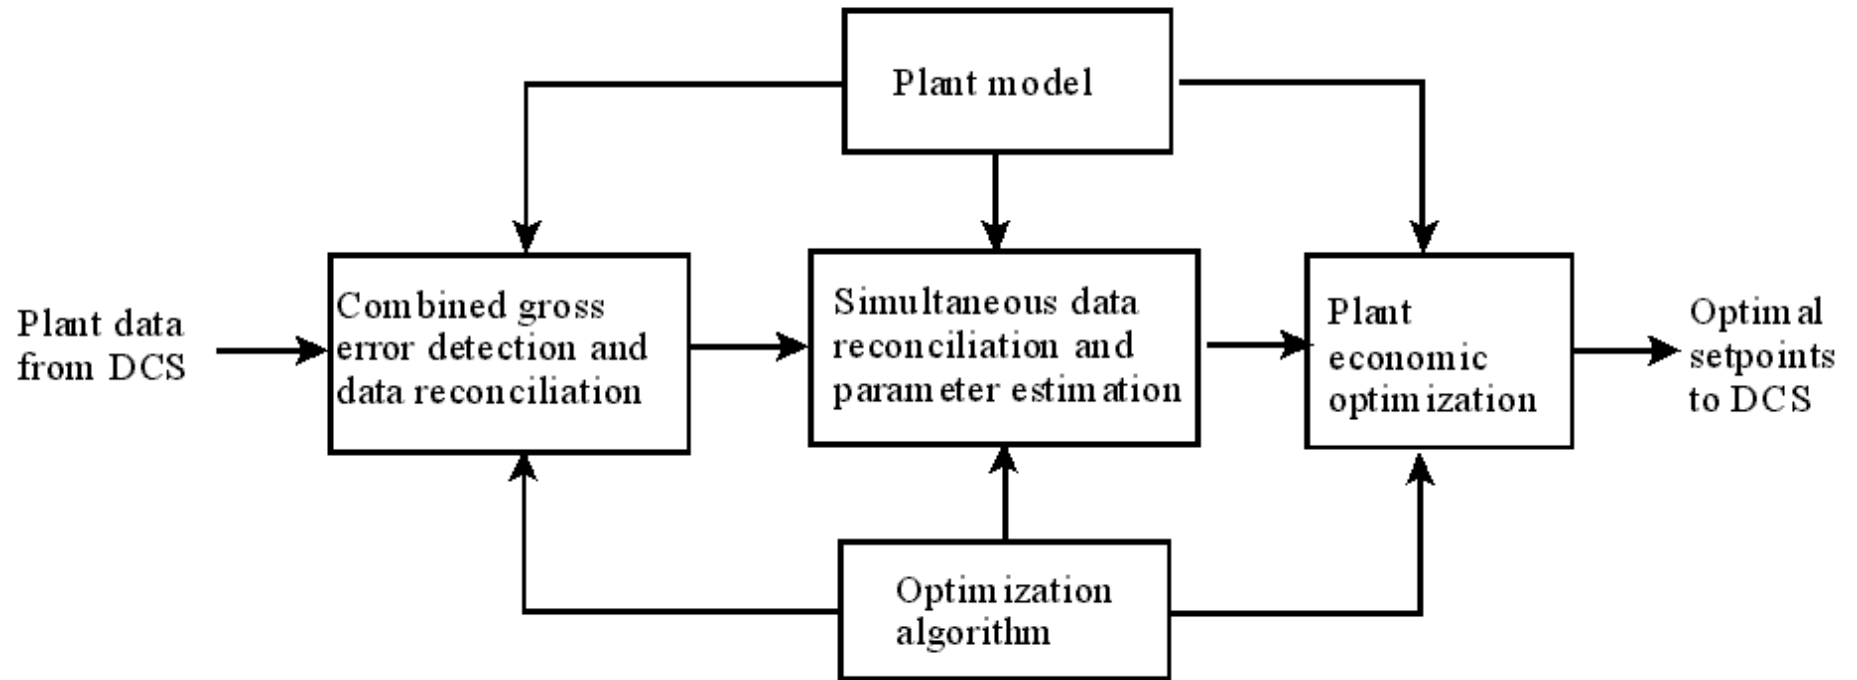 Plant model
Plant data
from DCS
Combined gross
error detection and
data reconciliation
Simultaneous data
reconciliation and
parameter estimation
Plant
economic
optimization
Optimal
setpoints
to DCS
Optimization
algorithm